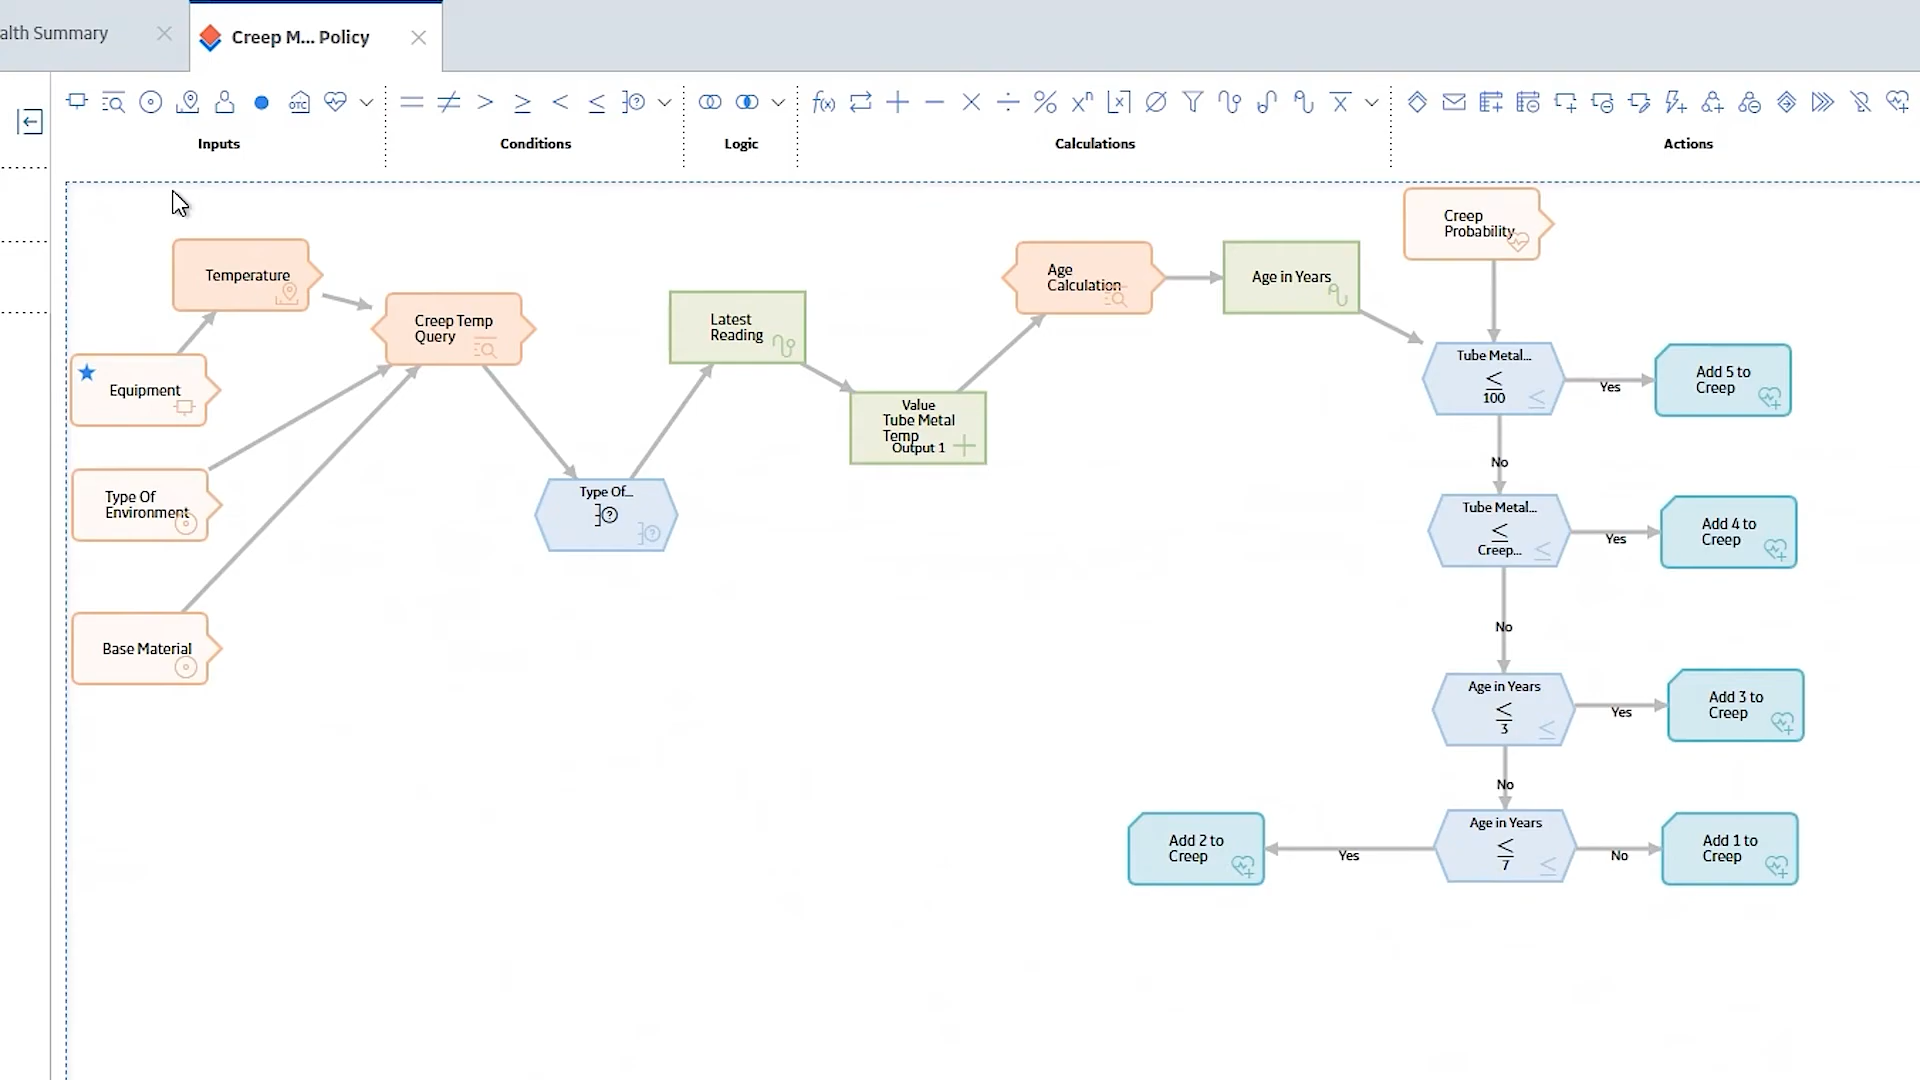 alth Summary
Creep M... Policy
OTC
Inputs
Conditions
Logic
Calculations
Actions
Temperature
Creep Temp
Query
Equipment
Type Of
Environment
Base Material
Type Of...
Latest
Reading
Value
Tube Metal
Temp
Output 1
Age
Calculation
Age in Years
Creep
Probability
Tube Metal...
≤
100
Yes
Add 5 to
Creep
No
Tube Metal...
≤
Creep...
Yes
Add 4 to
Creep
No
Age in Years
≤
3
Yes
Add 3 to
Creep
No
Age in Years
≤
7
Yes
Add 2 to
Creep
No
Add 1 to
Creep